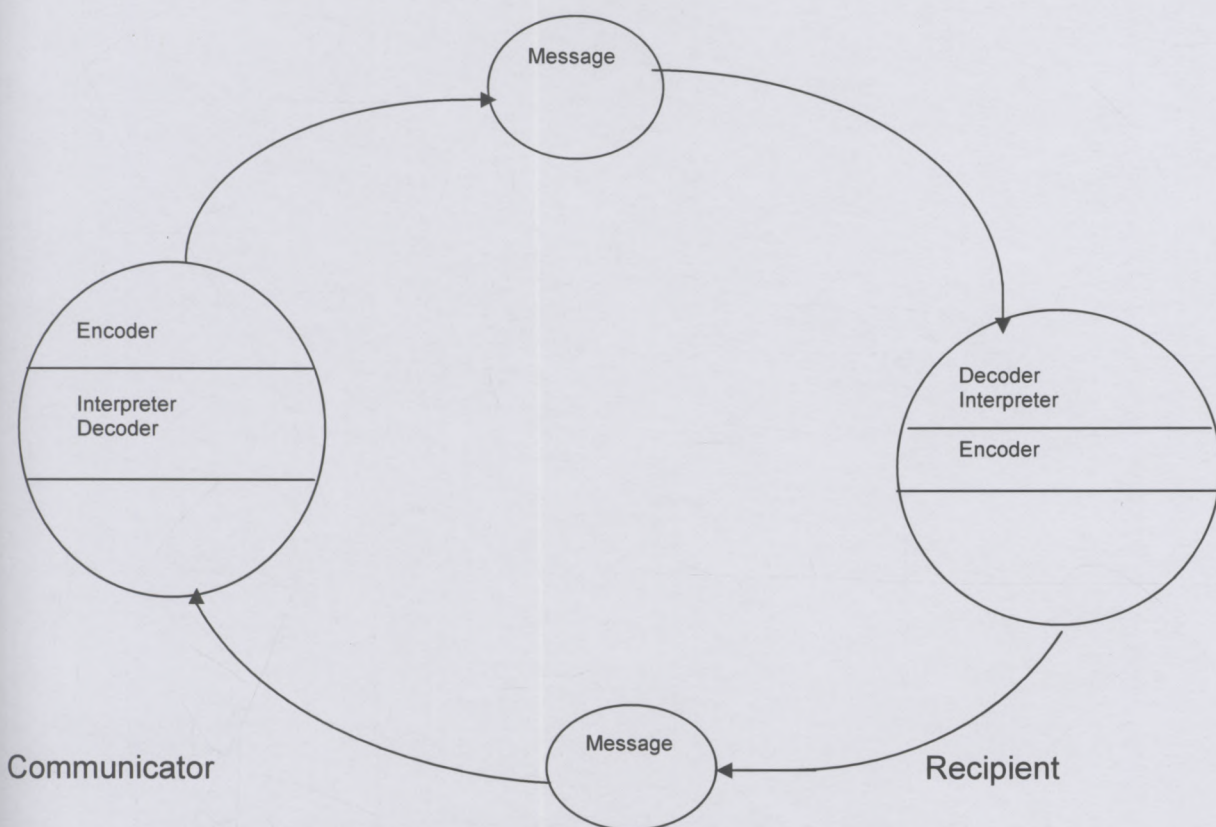 Message
Encoder
Interpreter
Decoder
Decoder
Interpreter
Encoder
Message
Communicator
Recipient